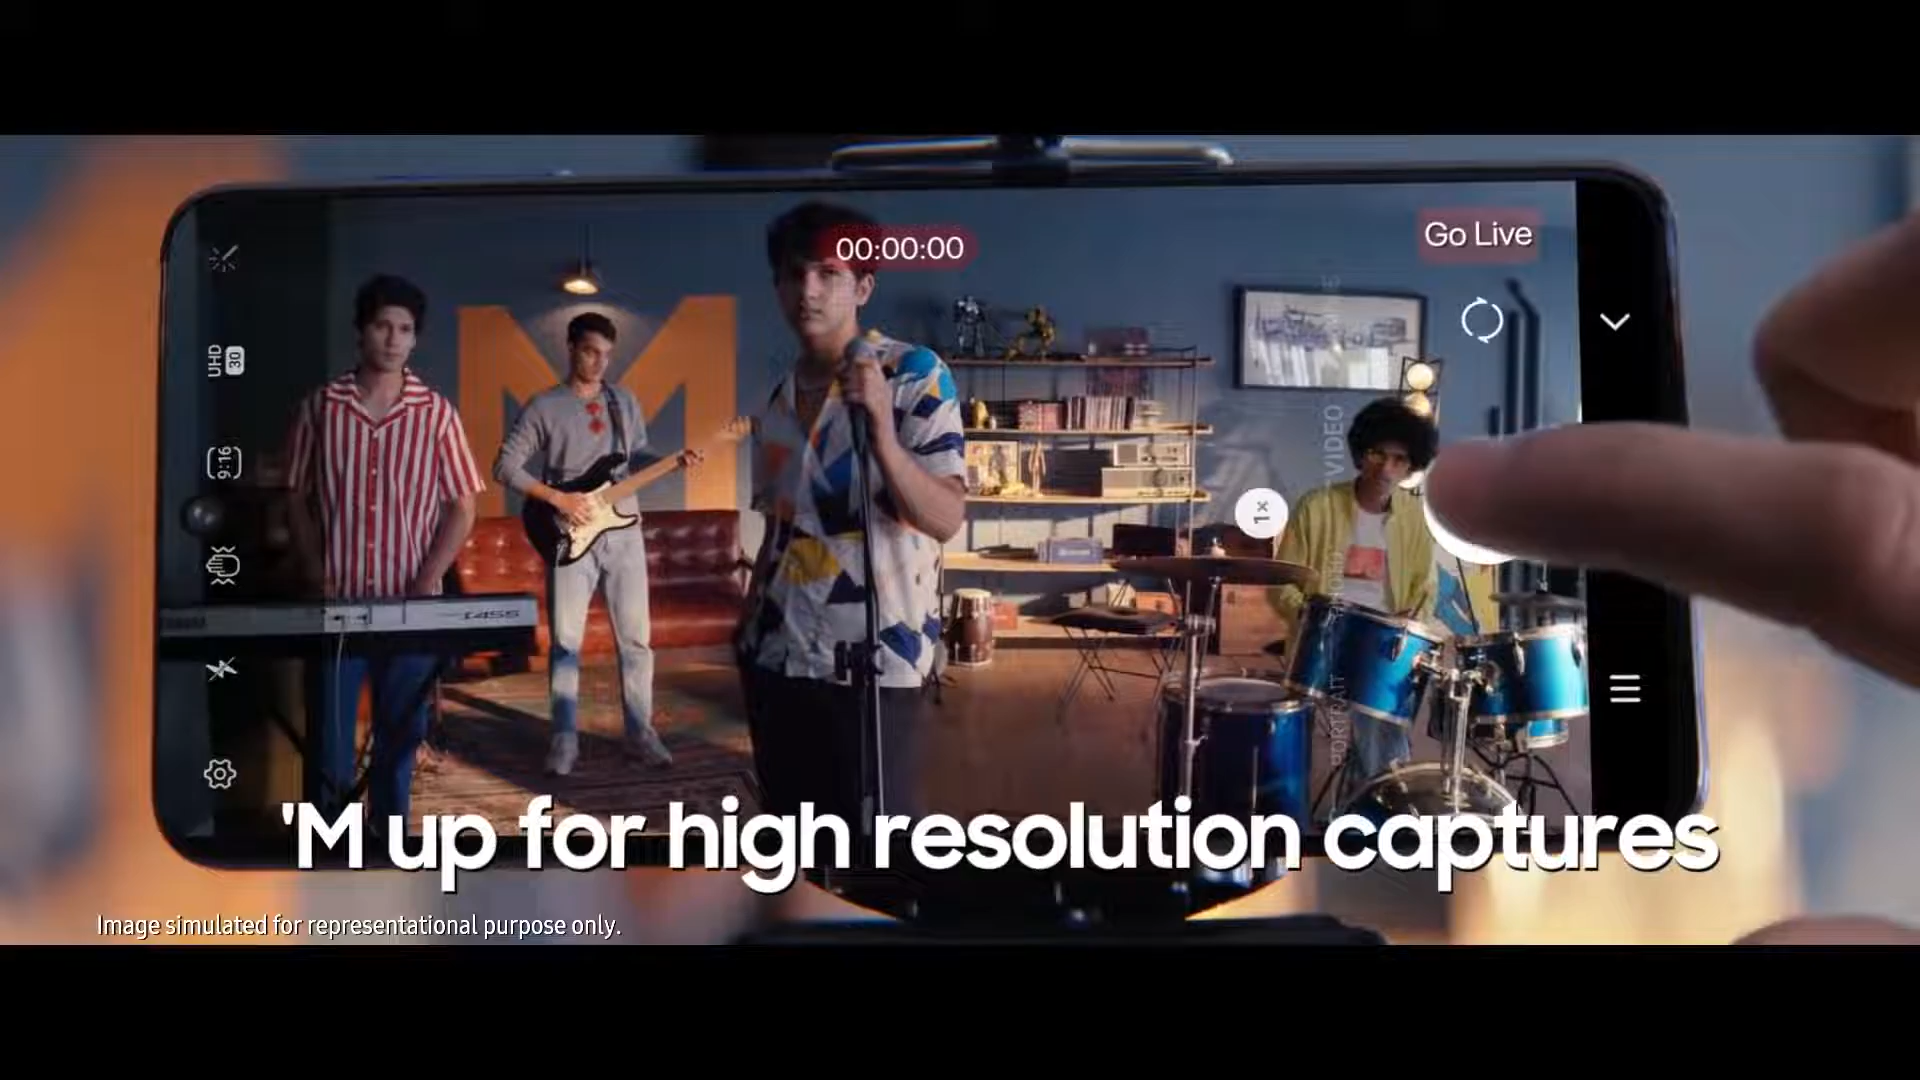 00:00:00
Go Live
UHD
30
9:16
VIDEO
1×
PORTRAIT
M
'M up for high resolution captures
Image simulated for representational purpose only.